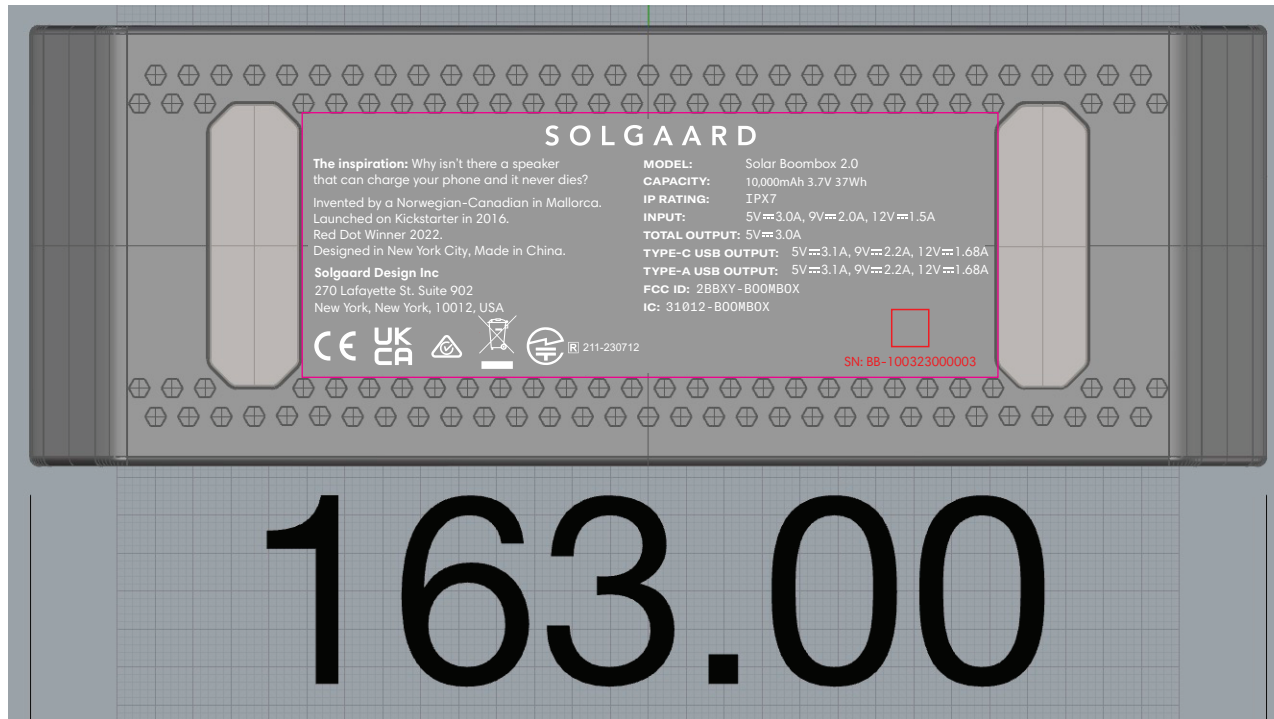 SOLGAARD
The inspiration: Why isn't there a speaker
that can charge your phone and it never dies?
Invented by a Norwegian-Canadian in Mallorca.
Launched on Kickstarter in 2016.
Red Dot Winner 2022.
Designed in New York City, Made in China.
Solgaard Design Inc
270 Lafayette St. Suite 902
New York, New York, 10012, USA
CE UK CA R 211-230712
MODEL: Solar Boombox 2.0
CAPACITY: 10,000mAh 3.7V 37Wh
IP RATING: IPX7
INPUT: 5V⎓3.0A, 9V⎓2.0A, 12V⎓1.5A
TOTAL OUTPUT: 5V⎓3.0A
TYPE-C USB OUTPUT: 5V⎓3.1A, 9V⎓2.2A, 12V⎓1.68A
TYPE-A USB OUTPUT: 5V⎓3.1A, 9V⎓2.2A, 12V⎓1.68A
FCC ID: 2BBXY-BOOMBOX
IC: 31012-BOOMBOX
SN: BB-100323000003
163.00